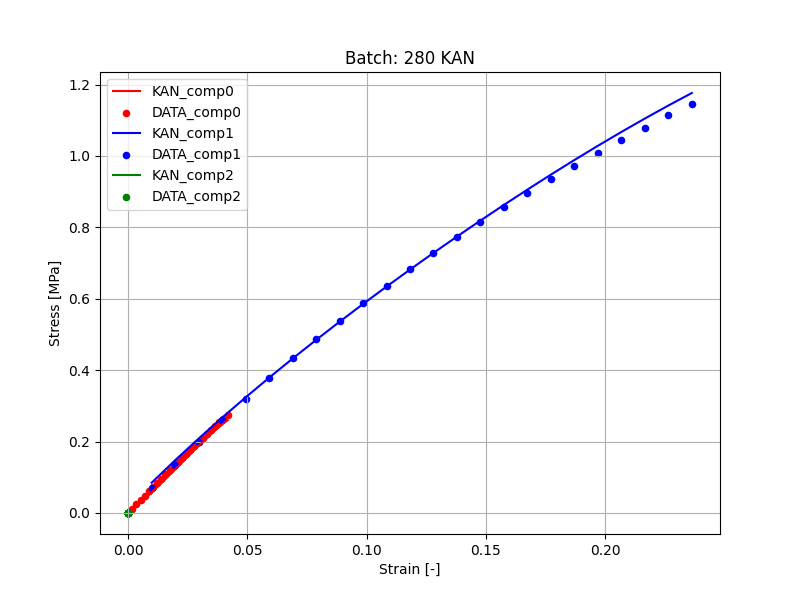 Batch: 280 KAN
1.2
1.0
0.8
0.6
0.4
0.2
0.0
Stress [MPa]
KAN_comp0
DATA_comp0
KAN_comp1
DATA_comp1
KAN_comp2
DATA_comp2
0.00 0.05 0.10 0.15 0.20
Strain [-]